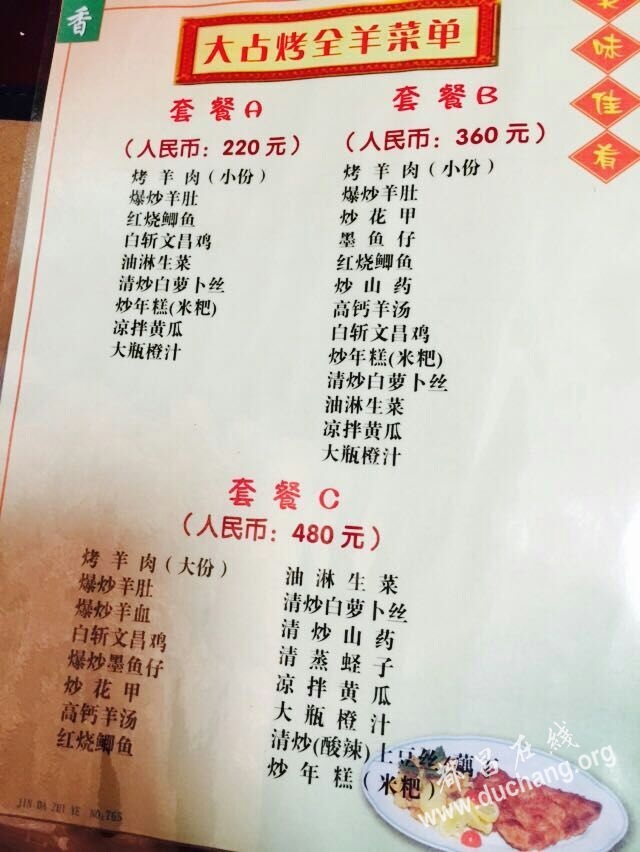 香
大占烤全羊菜单
味
佳
肴
套餐A
（人民币：220元）
烤羊肉（小份）
爆炒羊肚
红烧鲫鱼
白斩文昌鸡
油淋生菜
清炒白萝卜丝
炒年糕(米粑)
凉拌黄瓜
大瓶橙汁
套餐B
（人民币：360元）
烤羊肉（小份）
爆炒羊肚
炒花甲
墨鱼仔
红烧鲫鱼
炒山药
高钙羊汤
白斩文昌鸡
炒年糕(米粑)
清炒白萝卜丝
油淋生菜
凉拌黄瓜
大瓶橙汁
套餐C
（人民币：480元）
烤羊肉（大份）
爆炒羊肚
爆炒羊血
白斩文昌鸡
爆炒墨鱼仔
炒花甲
高钙羊汤
红烧鲫鱼
油淋生菜
清炒白萝卜丝
清炒山药
清蒸蛏子
凉拌黄瓜
大瓶橙汁
清炒(酸辣)土豆丝/藕
炒年糕(米粑)
JIN DA ZHI YE NO:765
都昌在线
www.duchang.org